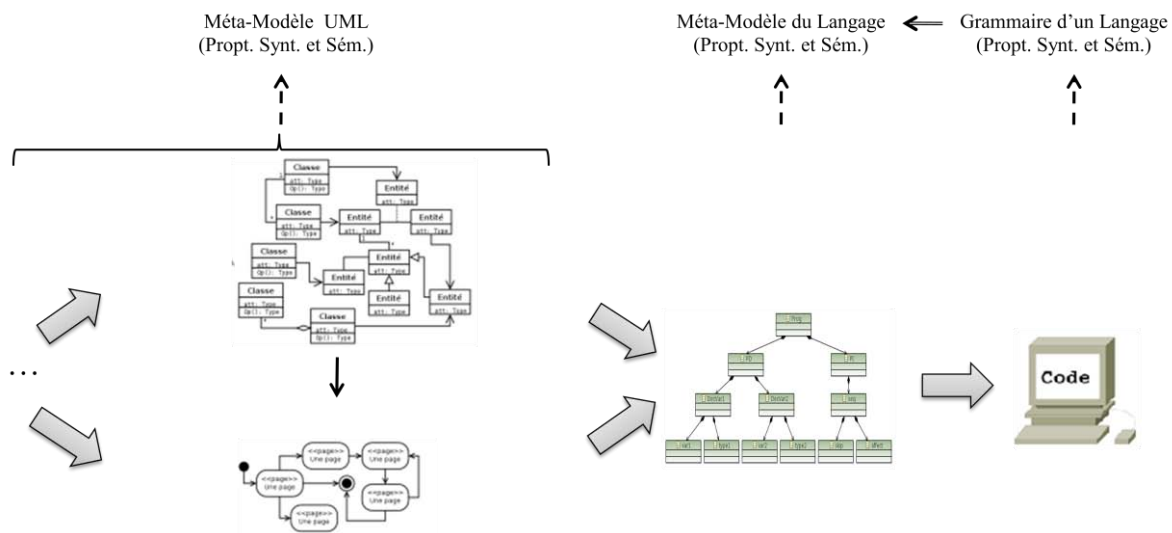 Méta-Modèle UML
(Propt. Synt. et Sém.)
Méta-Modèle du Langage
(Propt. Synt. et Sém.)
Grammaire d'un Langage
(Propt. Synt. et Sém.)
Classe
att: Type
Op(): Type
Entité
att: Type
Classe
att: Type
Op(): Type
Entité
att: Type
Entité
att: Type
Classe
att: Type
Op(): Type
Entité
att: Type
Entité
att: Type
Classe
att: Type
Op(): Type
Entité
att: Type
Entité
att: Type
Classe
att: Type
Op(): Type
...
Prog
Code
<<page>>
Une page
<<page>>
Une page
<<page>>
Une page
<<page>>
Une page
<<page>>
Une page